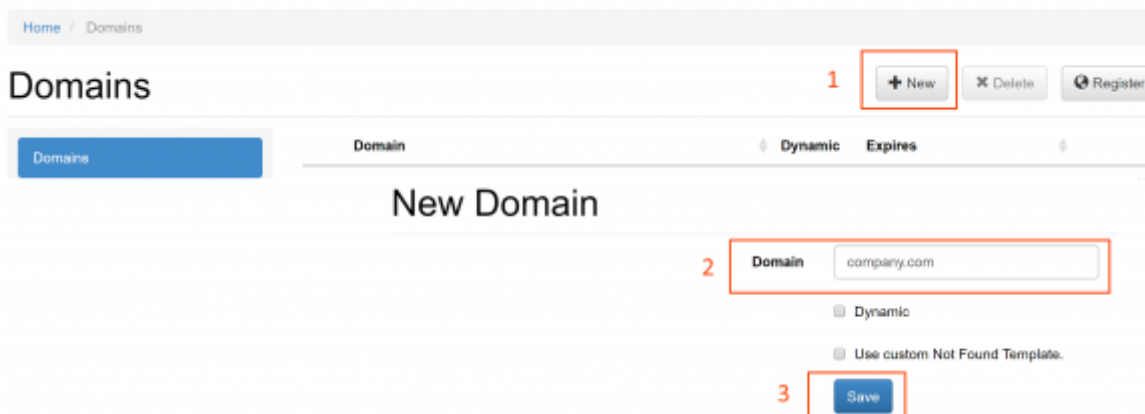 Home / Domains
Domains
1 New Delete Register
Domains
Domain Dynamic Expires
New Domain
2 Domain company.com
Dynamic
Use custom Not Found Template.
3 Save